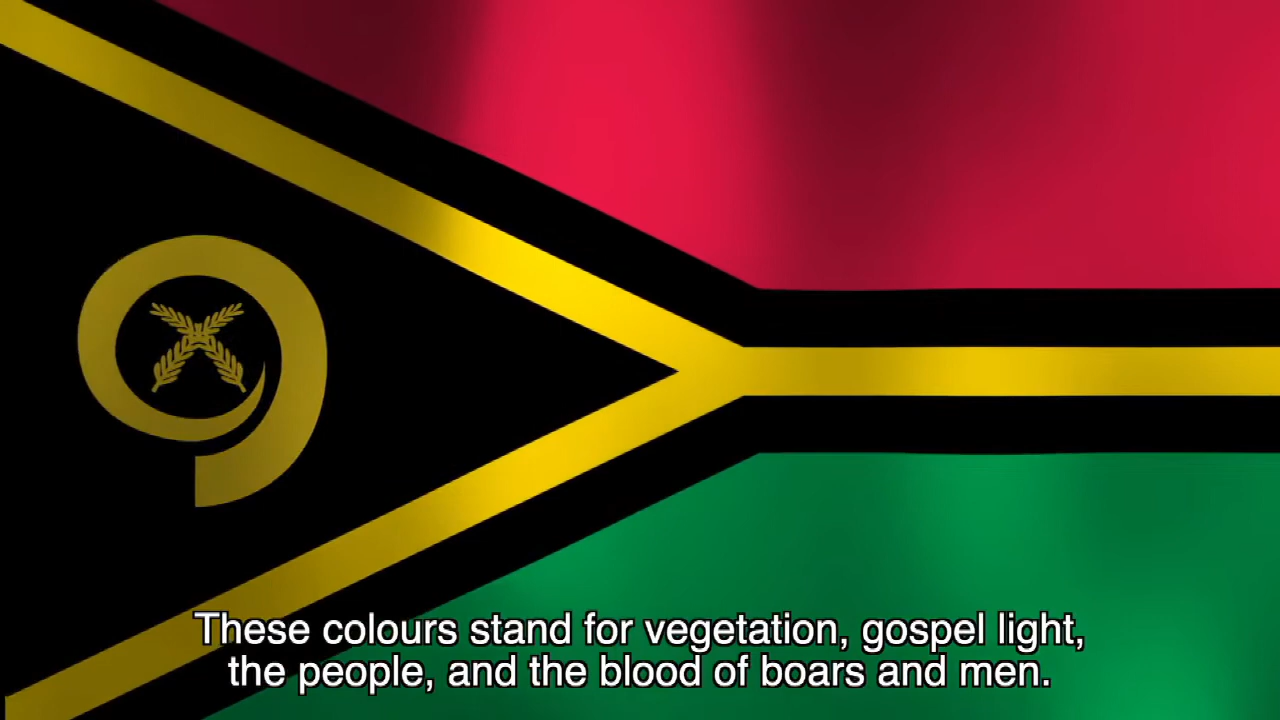 These colours stand for vegetation, gospel light,
the people, and the blood of boars and men.